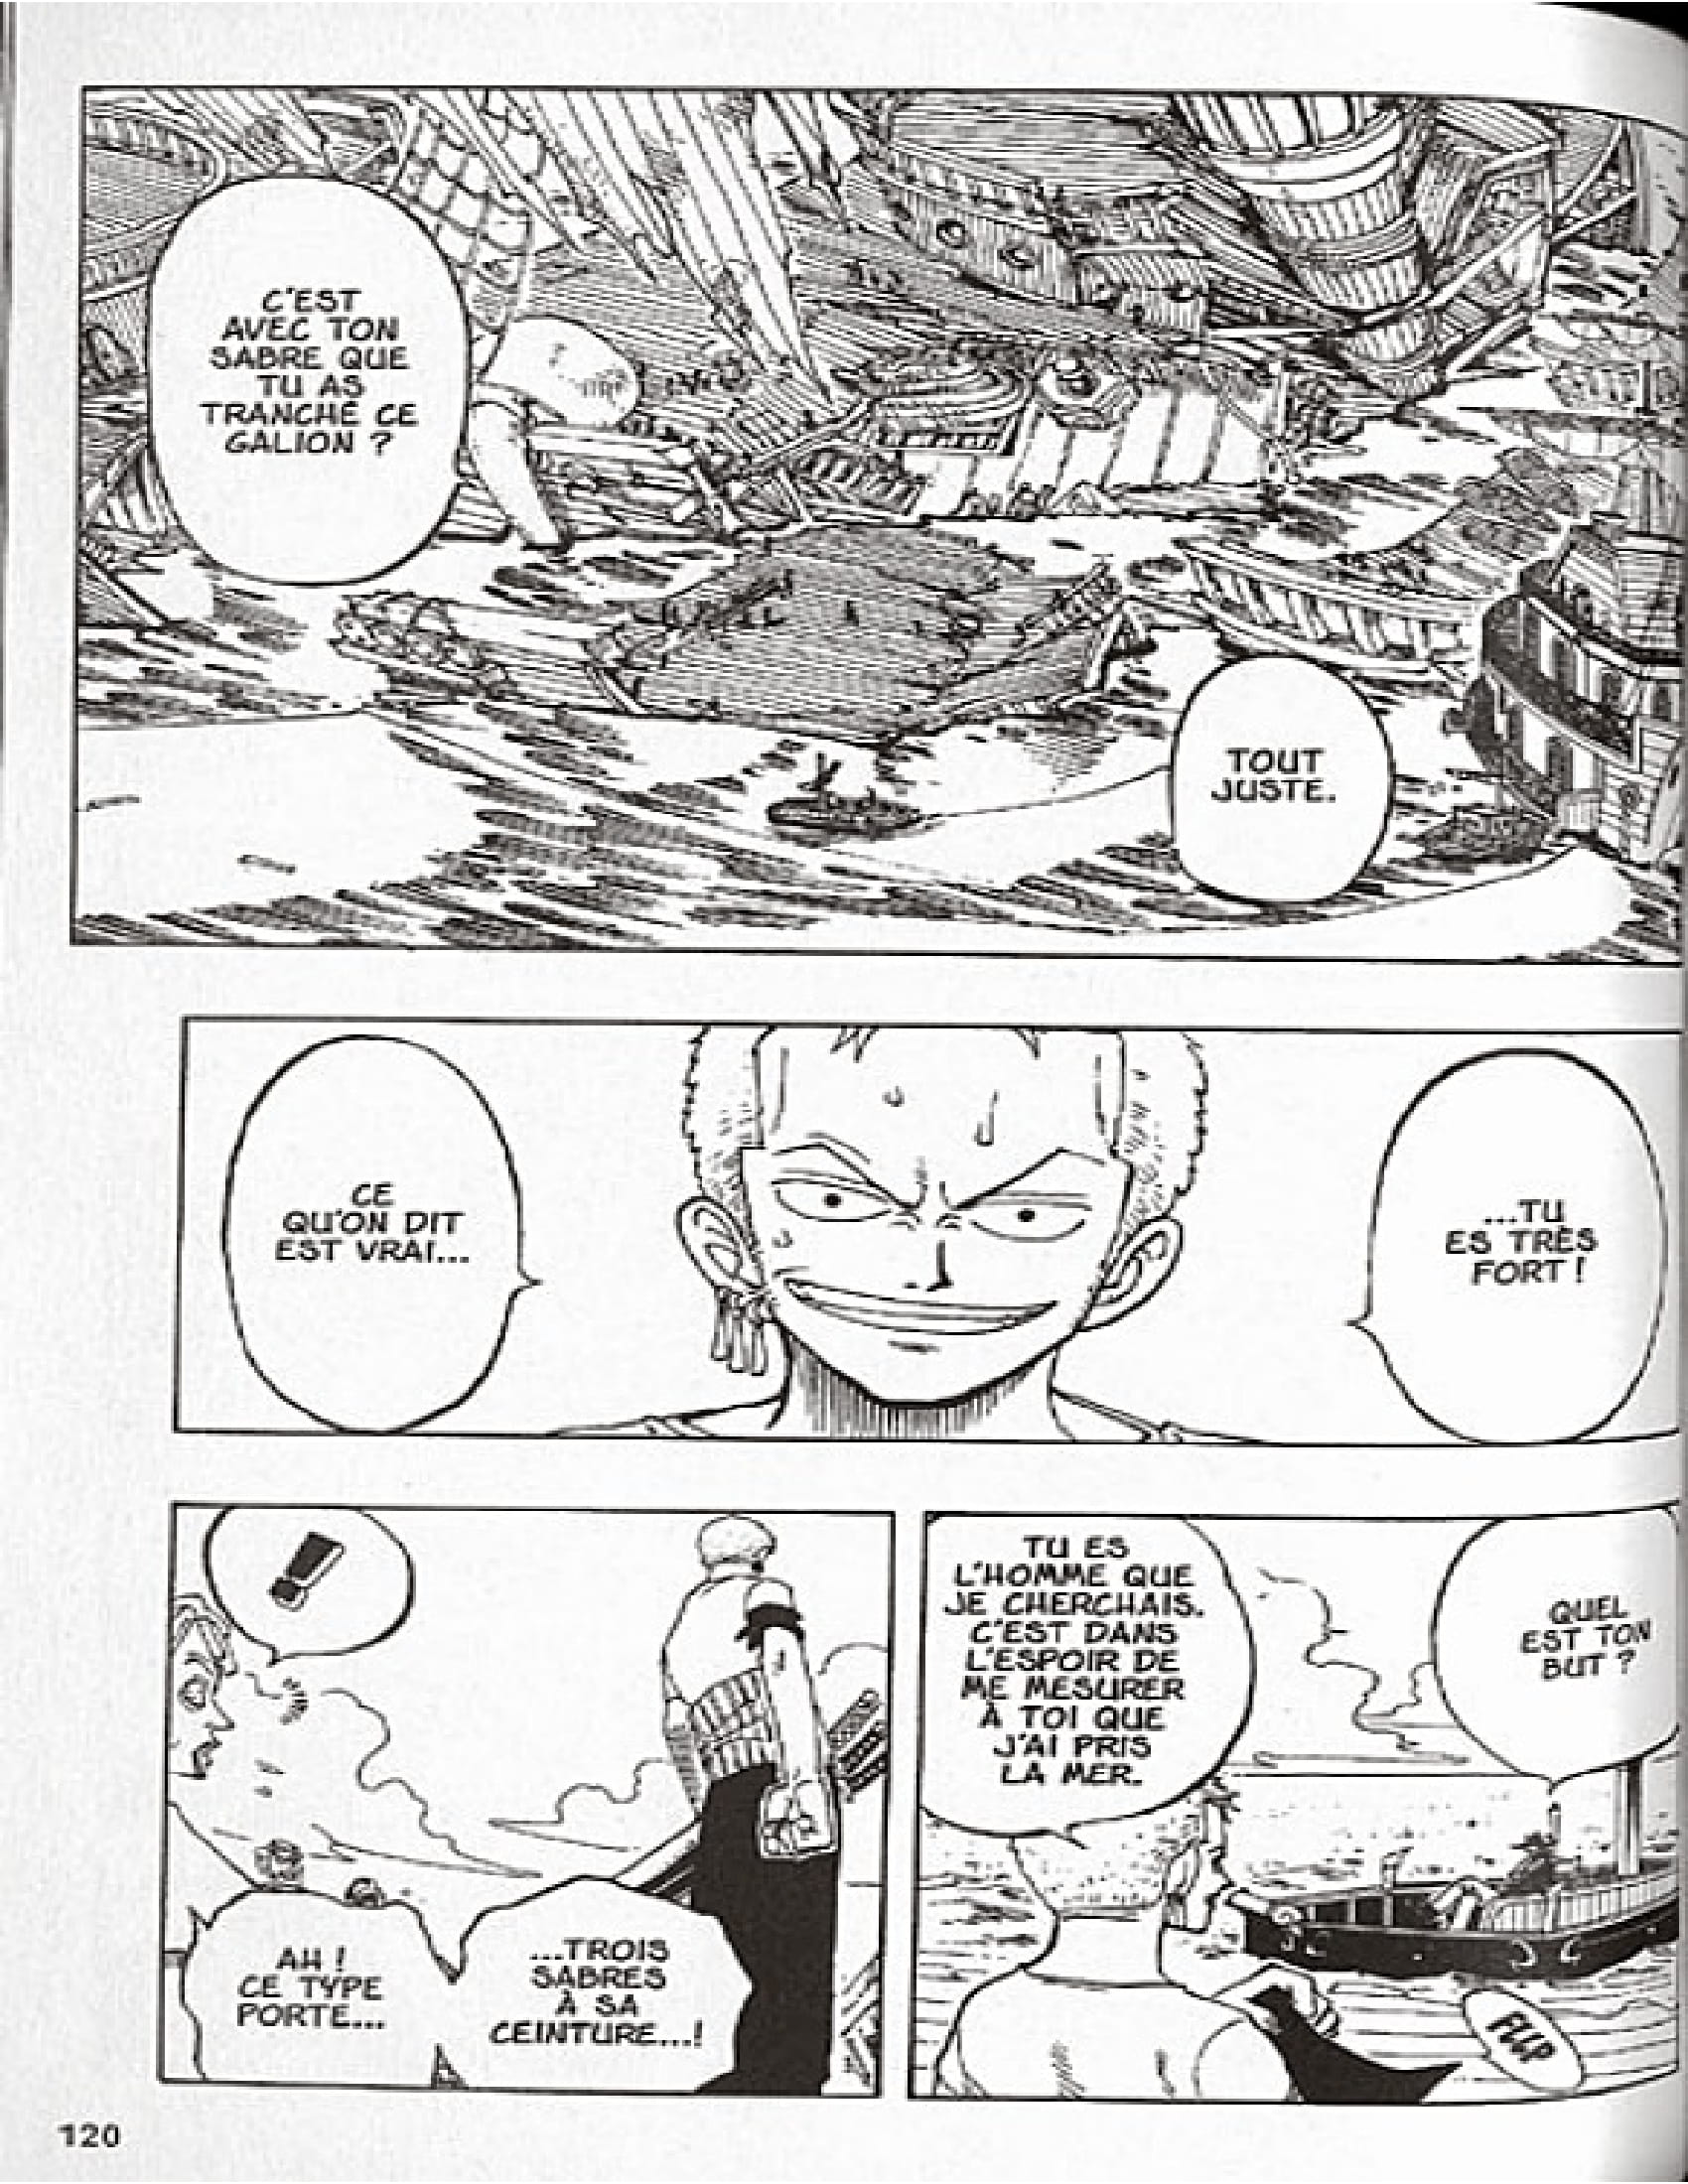 C'EST
AVEC TON
SABRE QUE
TU AS
TRANCHÉ CE
GALION ?
TOUT
JUSTE.
CE
QU'ON DIT
EST VRAI...
...TU
ES TRÈS
FORT !
!
AH !
CE TYPE
PORTE...
...TROIS
SABRES
À SA
CEINTURE...!
TU ES
L'HOMME QUE
JE CHERCHAIS.
C'EST DANS
L'ESPOIR DE
ME MESURER
À TOI QUE
J'AI PRIS
LA MER.
QUEL
EST TON
BUT ?
120